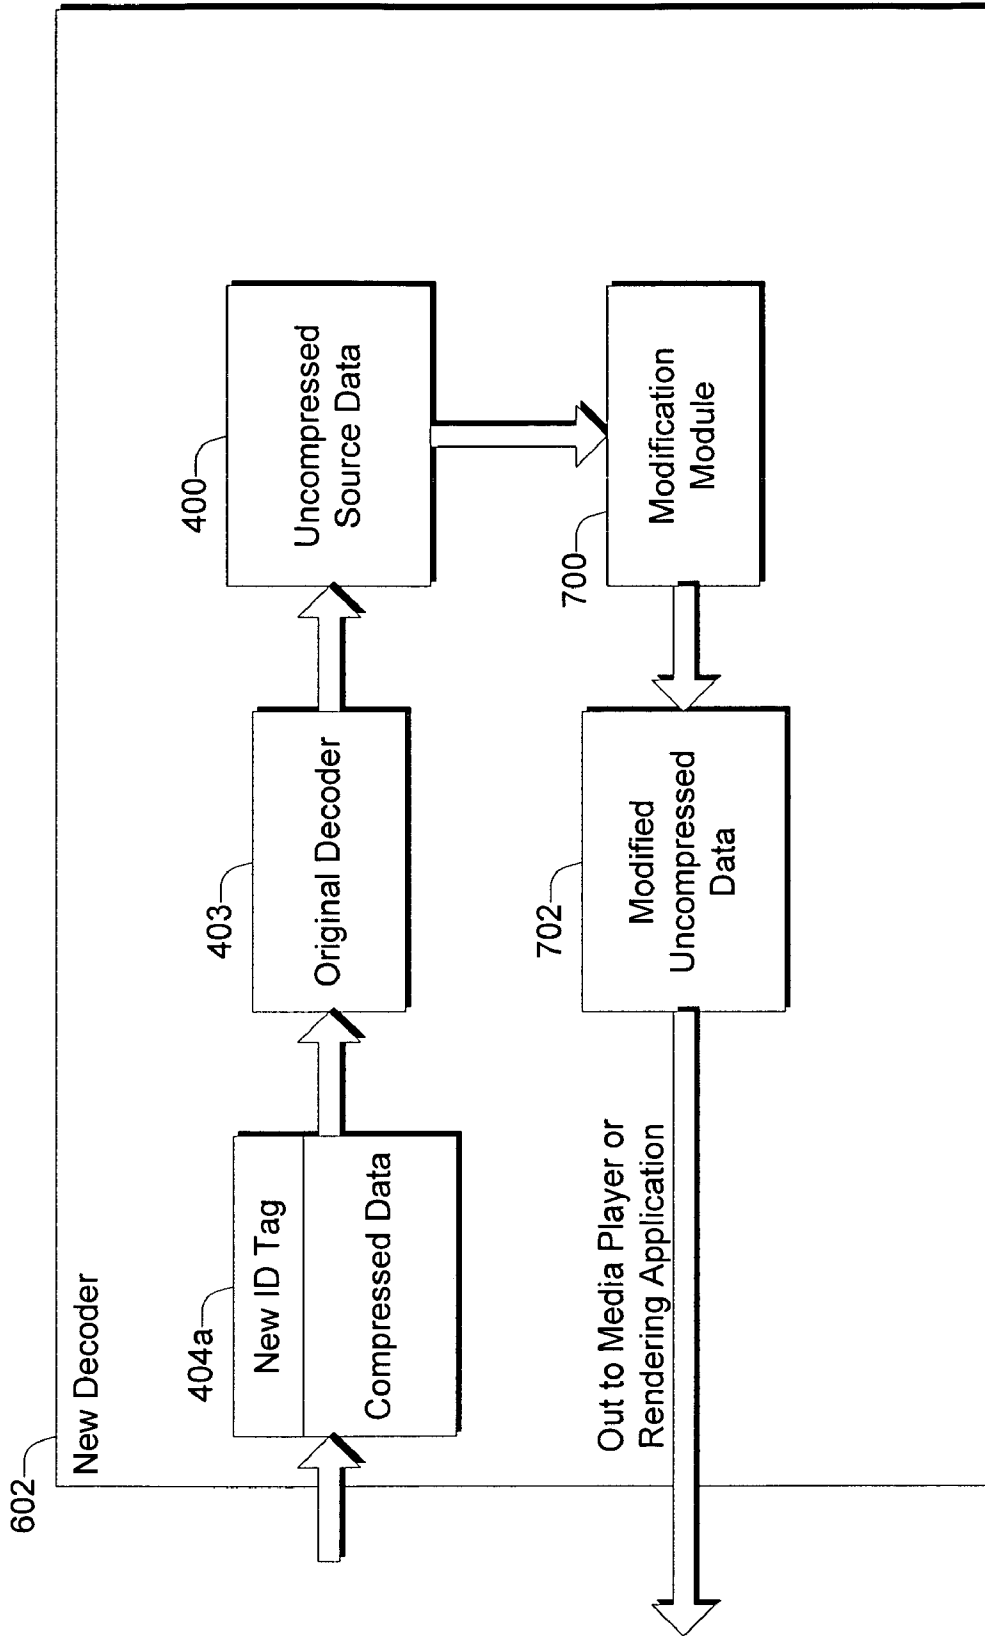 602
New Decoder
404a
New ID Tag
Compressed Data
403
Original Decoder
400
Uncompressed
Source Data
700
Modification
Module
702
Modified
Uncompressed
Data
Out to Media Player or
Rendering Application